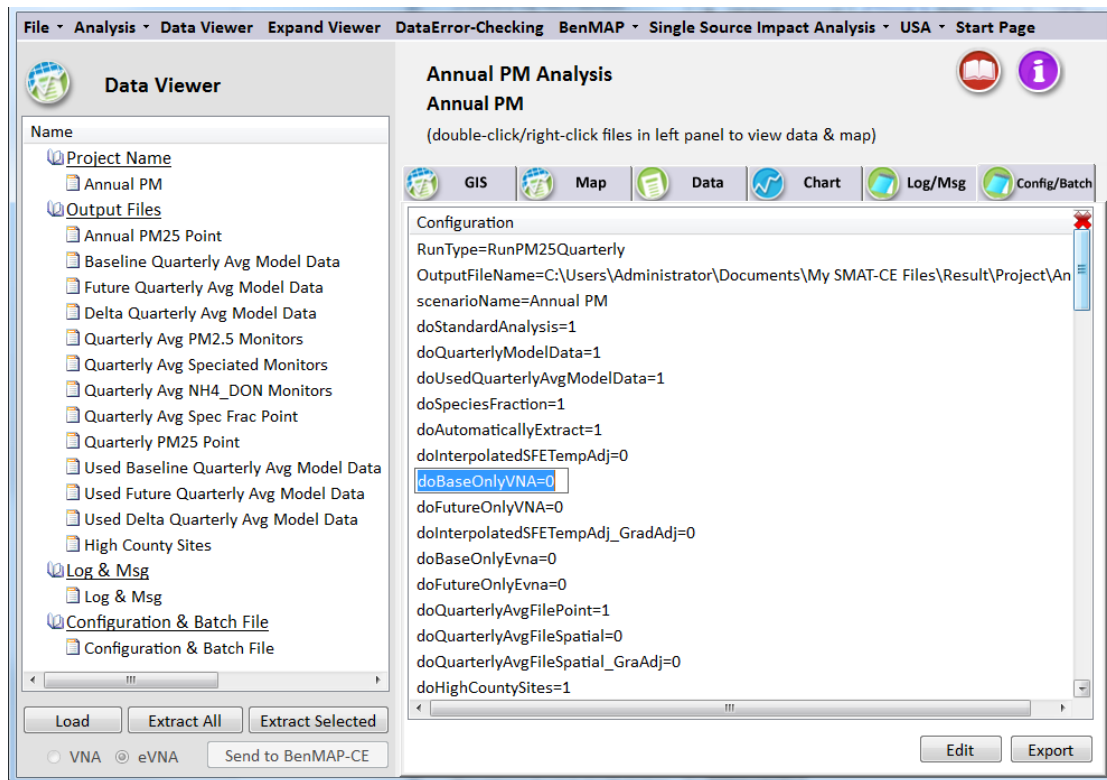 File Analysis Data Viewer Expand Viewer DataError-Checking BenMAP Single Source Impact Analysis USA Start Page
Data Viewer
Name
Project Name
Annual PM
Output Files
Annual PM25 Point
Baseline Quarterly Avg Model Data
Future Quarterly Avg Model Data
Delta Quarterly Avg Model Data
Quarterly Avg PM2.5 Monitors
Quarterly Avg Speciated Monitors
Quarterly Avg NH4_DON Monitors
Quarterly Avg Spec Frac Point
Quarterly PM25 Point
Used Baseline Quarterly Avg Model Data
Used Future Quarterly Avg Model Data
Used Delta Quarterly Avg Model Data
High County Sites
Log & Msg
Log & Msg
Configuration & Batch File
Configuration & Batch File
Load Extract All Extract Selected
VNA eVNA Send to BenMAP-CE
Annual PM Analysis
Annual PM
(double-click/right-click files in left panel to view data & map)
GIS Map Data Chart Log/Msg Config/Batch
Configuration
RunType=RunPM25Quarterly
OutputFileName=C:\Users\Administrator\Documents\My SMAT-CE Files\Result\Project\An
scenarioName=Annual PM
doStandardAnalysis=1
doQuarterlyModelData=1
doUsedQuarterlyAvgModelData=1
doSpeciesFraction=1
doAutomaticallyExtract=1
doInterpolatedSFETempAdj=0
doBaseOnlyVNA=0
doFutureOnlyVNA=0
doInterpolatedSFETempAdj_GradAdj=0
doBaseOnlyEvna=0
doFutureOnlyEvna=0
doQuarterlyAvgFilePoint=1
doQuarterlyAvgFileSpatial=0
doQuarterlyAvgFileSpatial_GraAdj=0
doHighCountySites=1
Edit Export